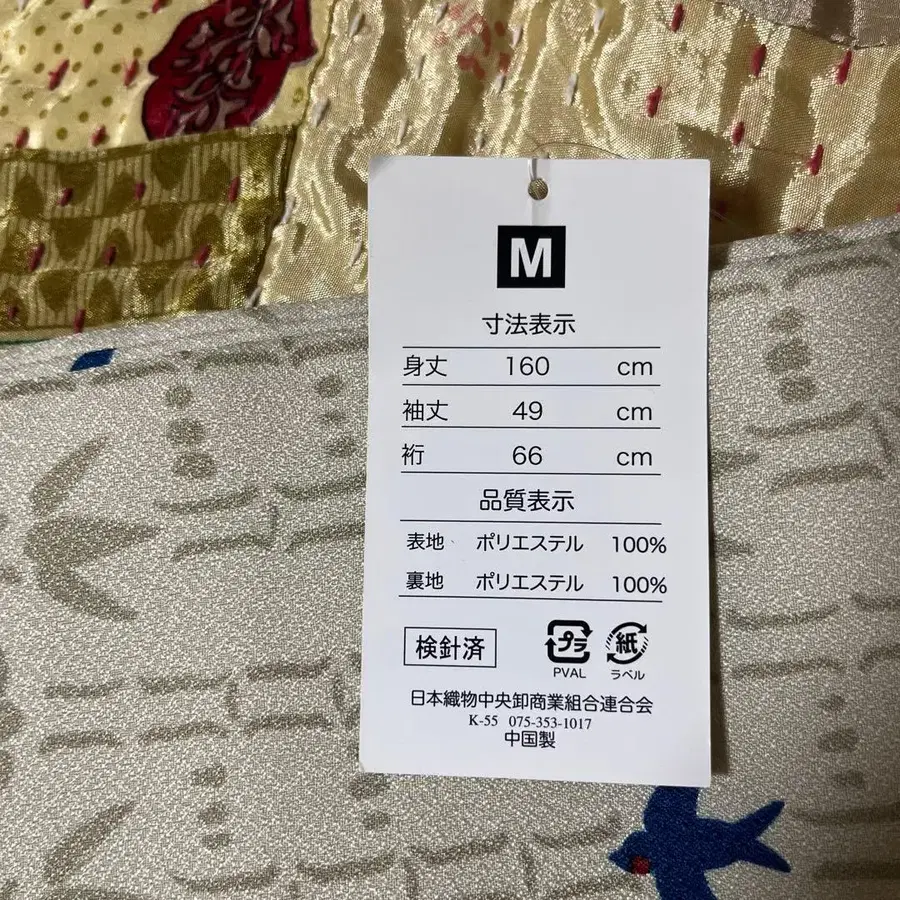 M
寸法表示
身丈 160 cm
袖丈 49 cm
裄 66 cm
品質表示
表地 ポリエステル 100%
裏地 ポリエステル 100%
検針済
プラ 紙
PVAL ラベル
日本織物中央卸商業組合連合会
K-55 075-353-1017
中国製